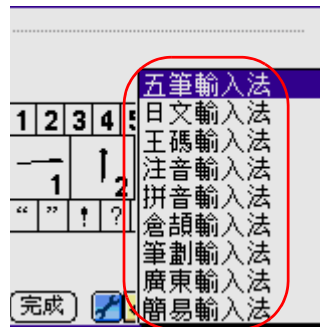 五筆輸入法
日文輸入法
王碼輸入法
注音輸入法
拼音輸入法
倉頡輸入法
筆劃輸入法
廣東輸入法
簡易輸入法
1 2 3 4
1 2
“ ” ! ?
完成